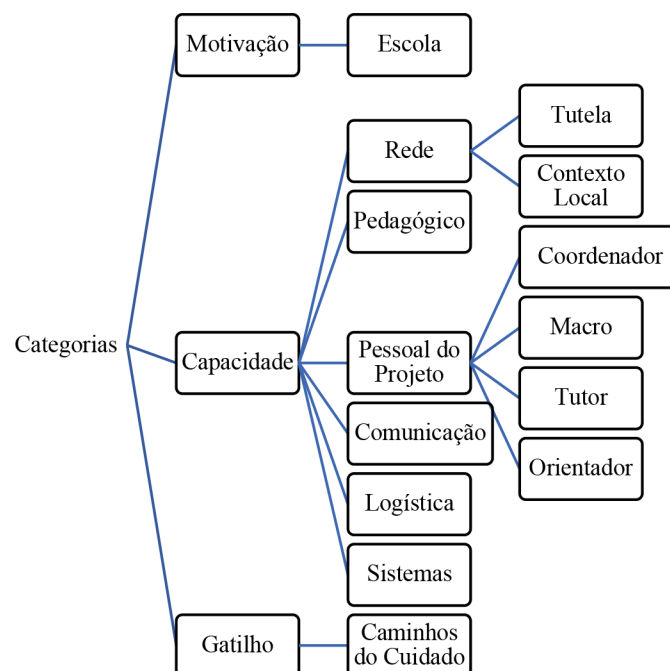 Motivação
Escola
Rede
Tutela
Contexto
Local
Pedagógico
Categorias
Capacidade
Pessoal do
Projeto
Coordenador
Macro
Tutor
Orientador
Comunicação
Logística
Sistemas
Gatilho
Caminhos
do Cuidado